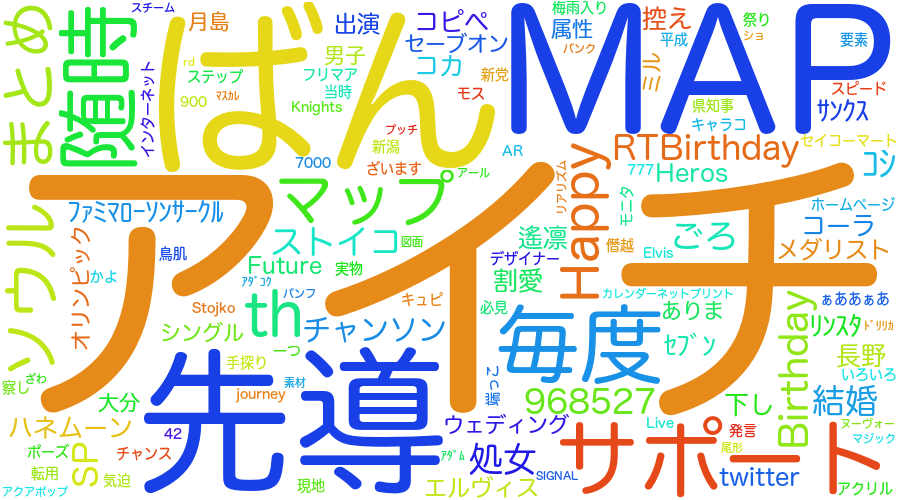 スチーム
梅雨入り
祭り
月島
出演
コピペ
控え
ショ
まとめ
随時
ばん
MAP
男子
セーブオン
属性
バンク
平成
要素
rd
ステップ
フリマア
コカ
新党
ミル
インターネット
900
ﾏｽｶﾙ
当時
Knights
モス
県知事
スピード
キャラコ
サンクス
プッチ
新潟
RTBirthday
セイコーマート
7000
ざいます
アール
AR
Happy
777
Heros
コシ
アイチ
マップ
リアリズム
モニタ
ホームページ
ソウル
ファミマローソンサークル
ストイコ
図面
遙凛
ごろ
コーラ
オリンピック
鳥肌
デザイナー
僭越
Elvis
メダリスト
かよ
Future
実物
割愛
ｱﾀﾞｺｸ
パンフ
キュピ
必見
カレンダーネットプリント
ぁああぁあ
Stojko
th
チャンソン
毎度
ありま
Birthday
リンスタ
ﾄﾞﾘﾘｶ
シングル
一つ
セブン
長野
手探り
先導
端っこ
いろいろ
察し
ざわ
素材
大分
journey
968527
下し
結婚
ハネムーン
SP
42
チャンス
ウェディング
サポート
Live
発言
ヌーヴォー
マジック
ポーズ
ｱﾀﾞﾑ
処女
尾形
転用
気迫
現地
エルヴィス
SIGNAL
twitter
アクリル
アクアポップ